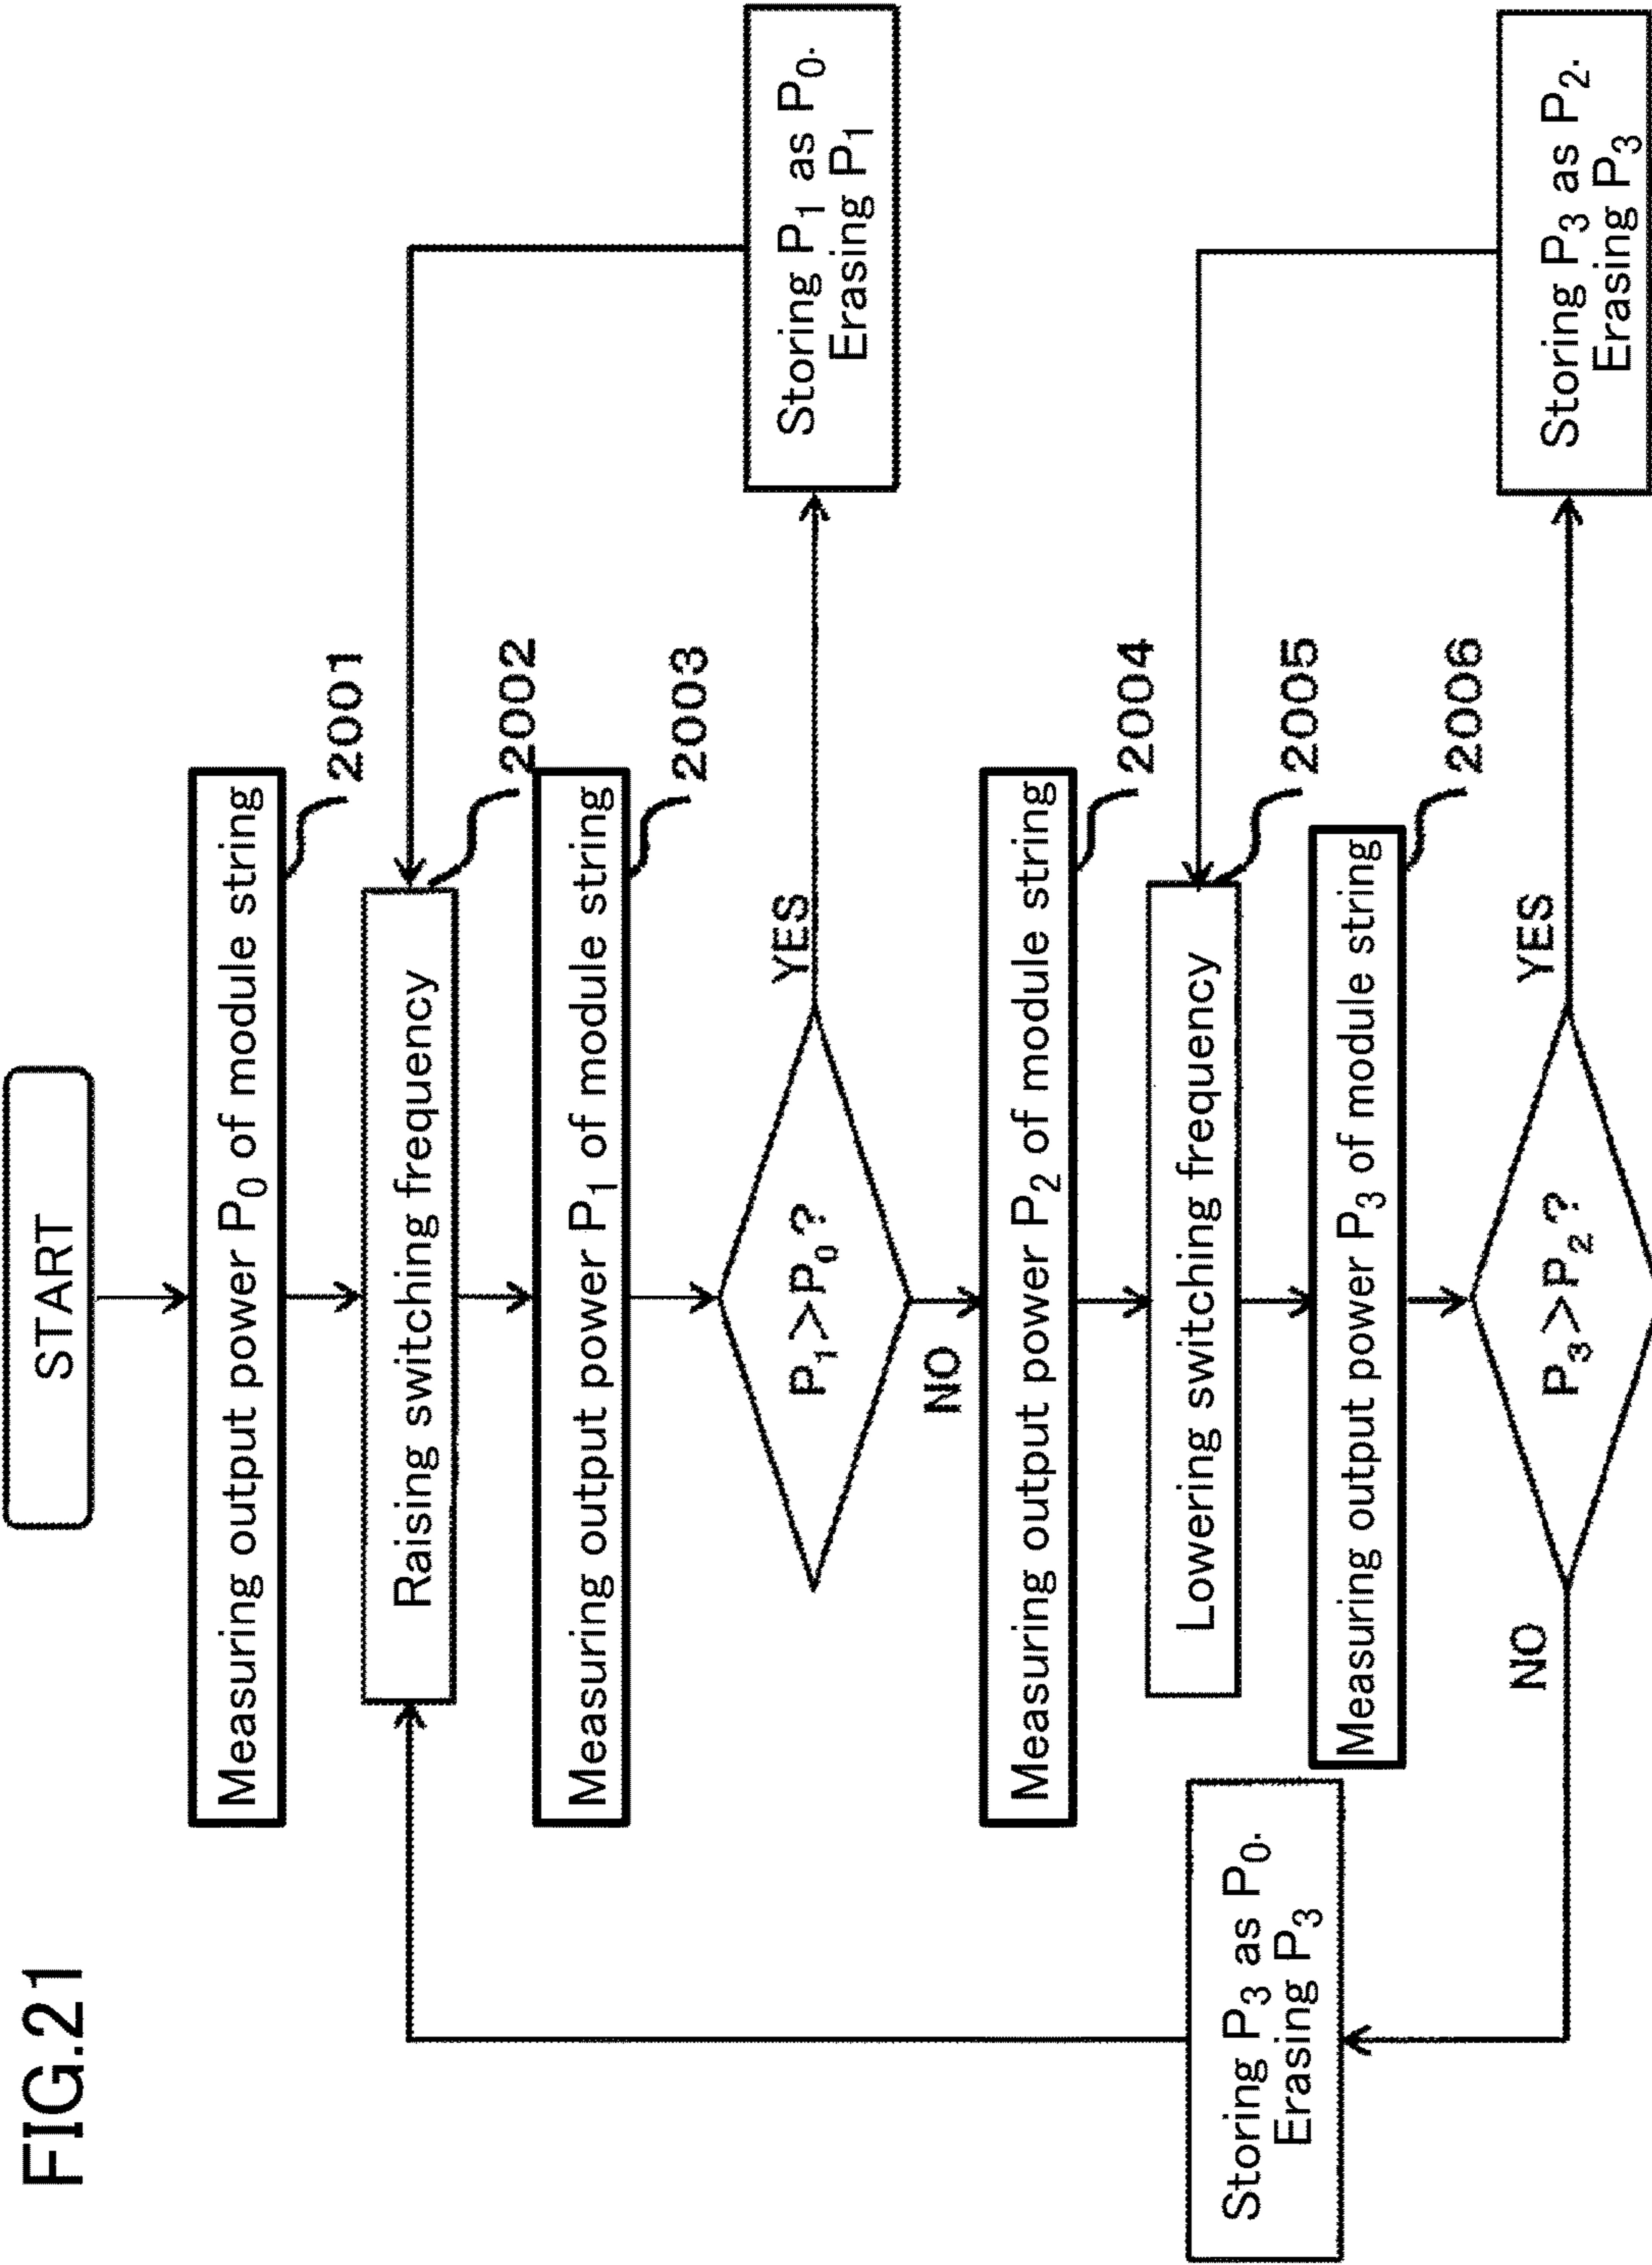 FIG.21
START
Measuring output power P0 of module string
2001
Raising switching frequency
2002
Measuring output power P1 of module string
2003
P1>P0?
YES
Storing P1 as P0.
Erasing P1
NO
Measuring output power P2 of module string
2004
Lowering switching frequency
2005
Measuring output power P3 of module string
2006
P3>P2?
YES
Storing P3 as P2.
Erasing P3
NO
Storing P3 as P0.
Erasing P3